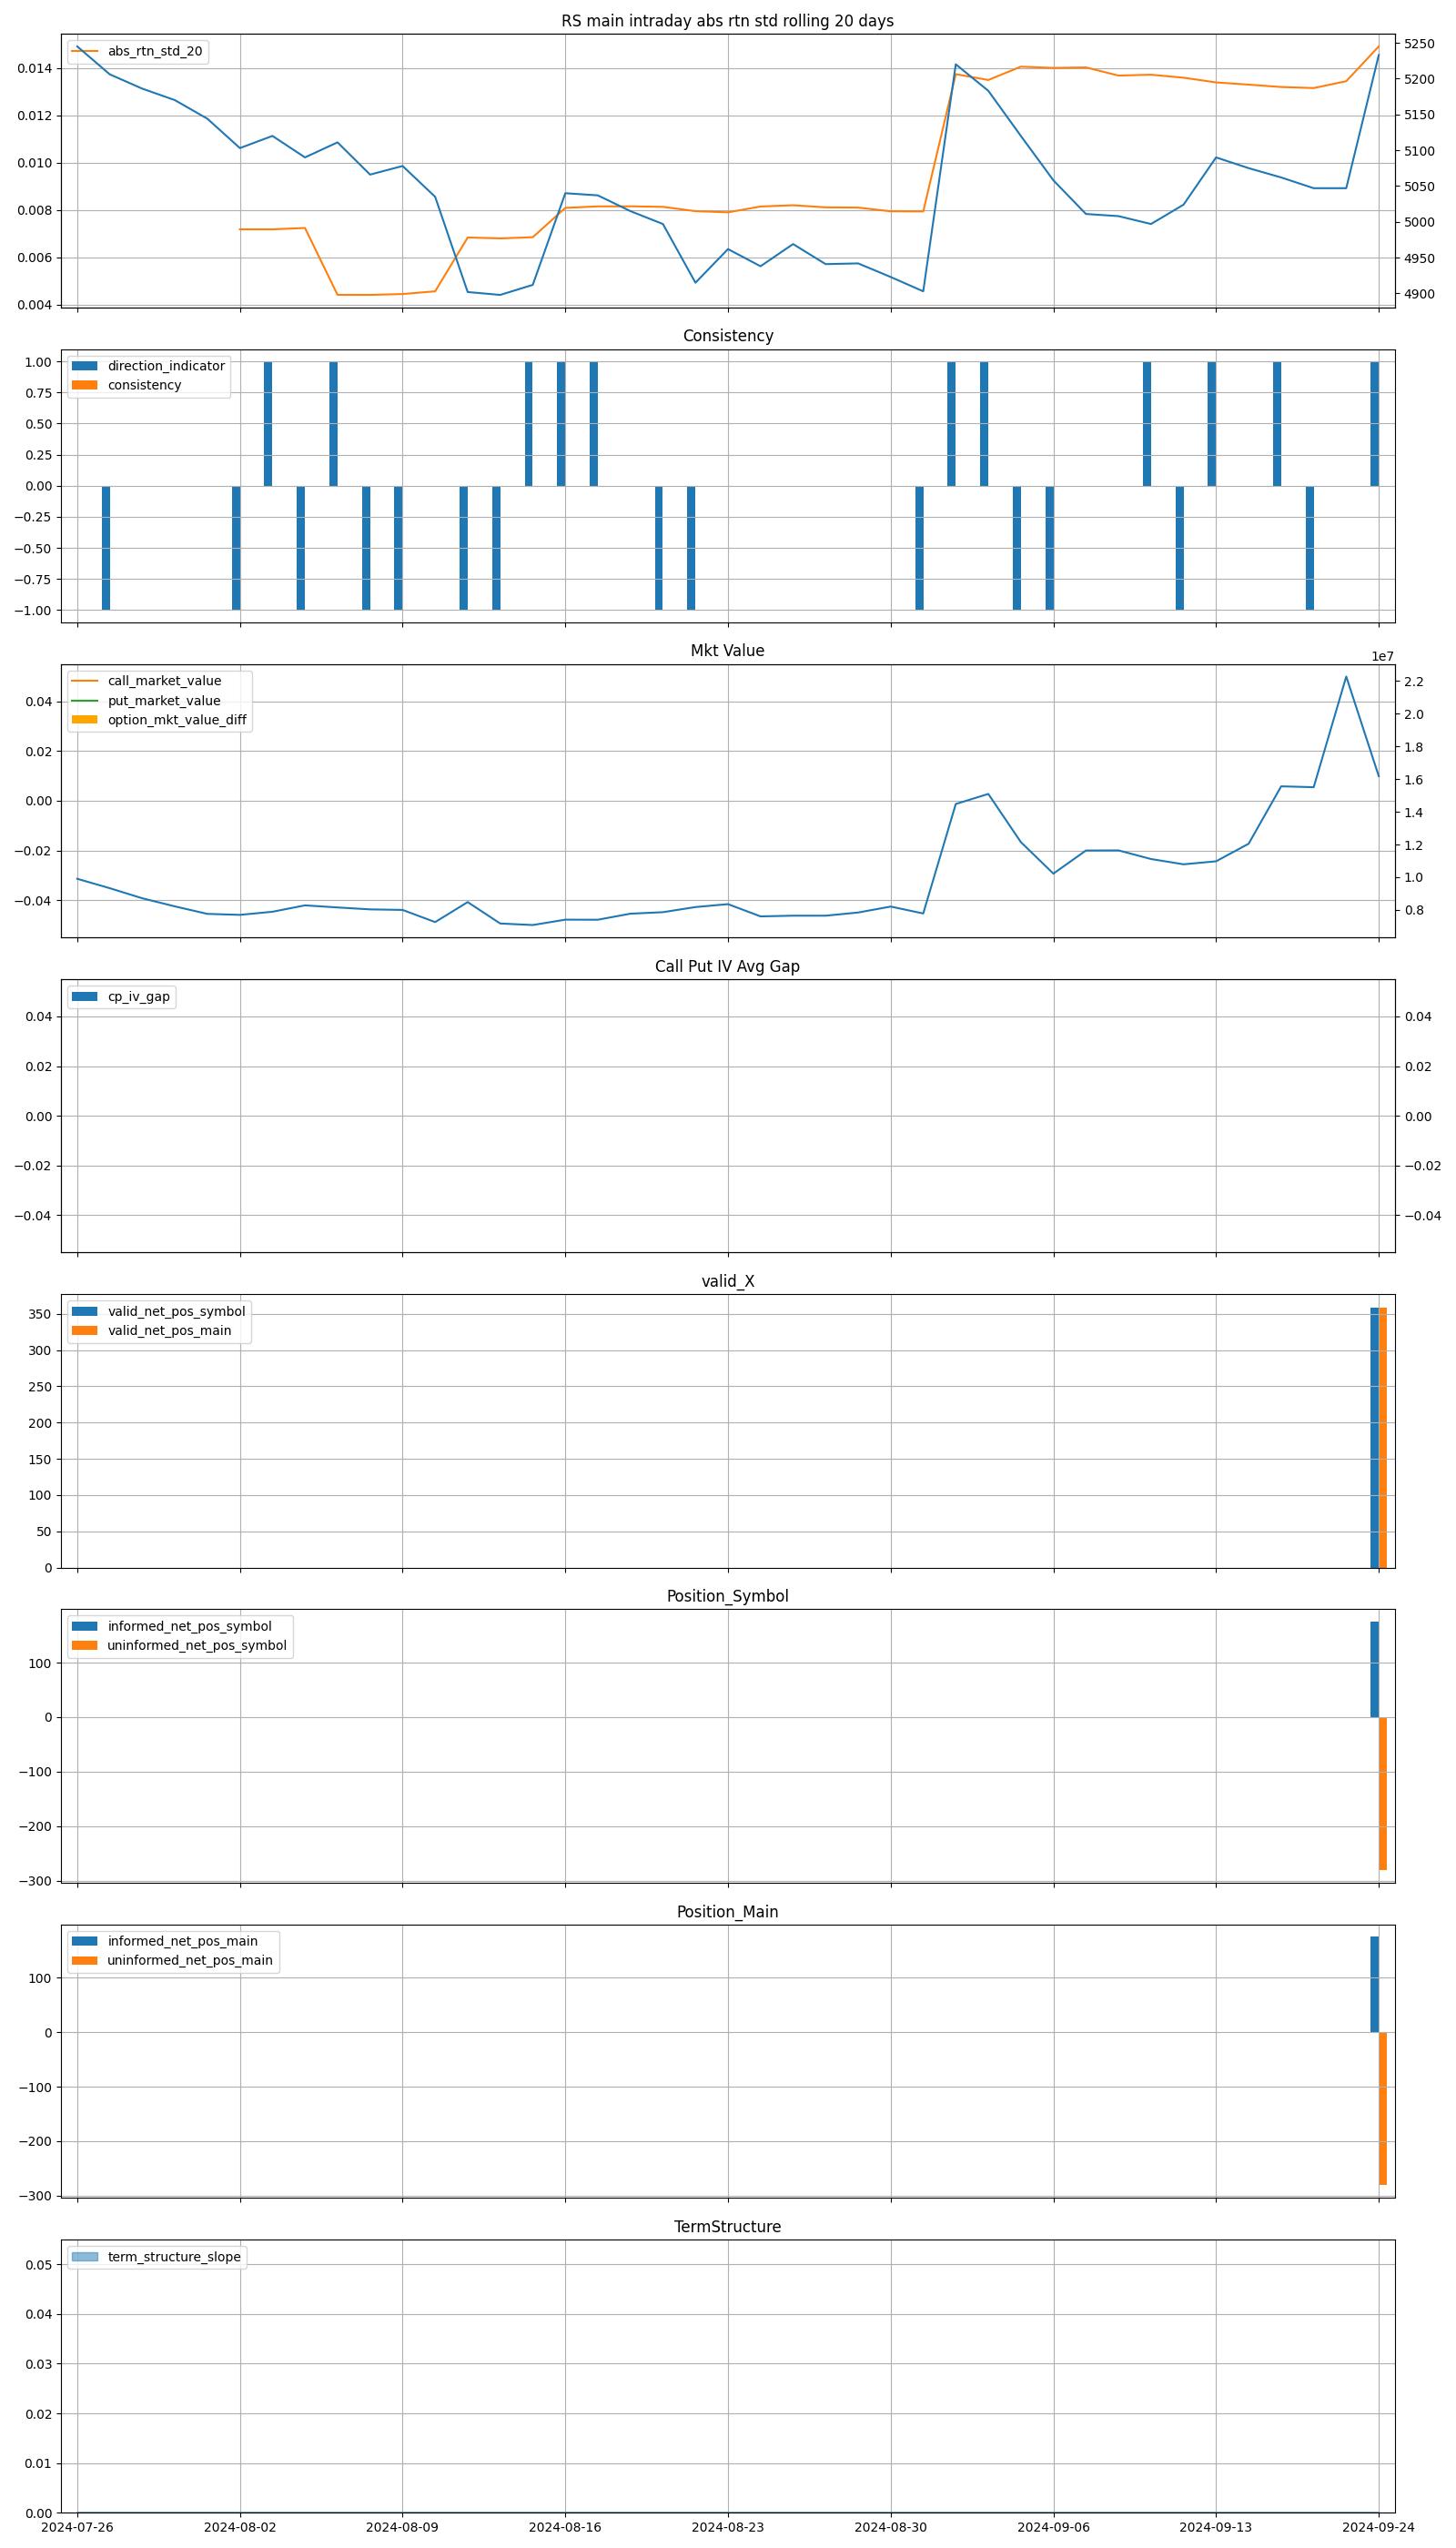 RS main intraday abs rtn std rolling 20 days
abs_rtn_std_20
0.014
0.012
0.010
0.008
0.006
0.004
5250
5200
5150
5100
5050
5000
4950
4900
Consistency
direction_indicator
consistency
1.00
0.75
0.50
0.25
0.00
−0.25
−0.50
−0.75
−1.00
Mkt Value
1e7
call_market_value
put_market_value
option_mkt_value_diff
0.04
0.02
0.00
−0.02
−0.04
2.2
2.0
1.8
1.6
1.4
1.2
1.0
0.8
Call Put IV Avg Gap
cp_iv_gap
0.04
0.02
0.00
−0.02
−0.04
0.04
0.02
0.00
−0.02
−0.04
valid_X
valid_net_pos_symbol
valid_net_pos_main
350
300
250
200
150
100
50
0
Position_Symbol
informed_net_pos_symbol
uninformed_net_pos_symbol
100
0
−100
−200
−300
Position_Main
informed_net_pos_main
uninformed_net_pos_main
100
0
−100
−200
−300
TermStructure
term_structure_slope
0.05
0.04
0.03
0.02
0.01
0.00
2024-07-26 2024-08-02 2024-08-09 2024-08-16 2024-08-23 2024-08-30 2024-09-06 2024-09-13 2024-09-24